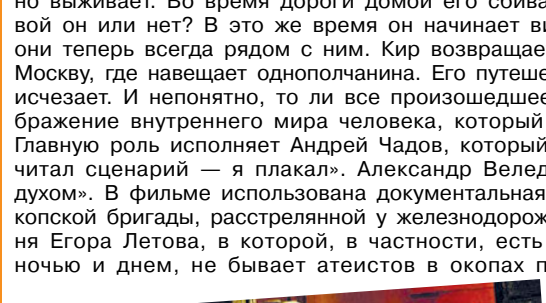 но выживает. Во время дороги домой его сбива
вой он или нет? В это же время он начинает ви
они теперь всегда рядом с ним. Кир возвращае
Москву, где навещает однополчанина. Его путеше
исчезает. И непонятно, то ли все произошедшее
бражение внутреннего мира человека, который
Главную роль исполняет Андрей Чадов, который
читал сценарий — я плакал». Александр Велед
духом». В фильме использована документальная
копской бригады, расстрелянной у железнодорож
ня Егора Летова, в которой, в частности, есть
ночью и днем, не бывает атеистов в окопах п